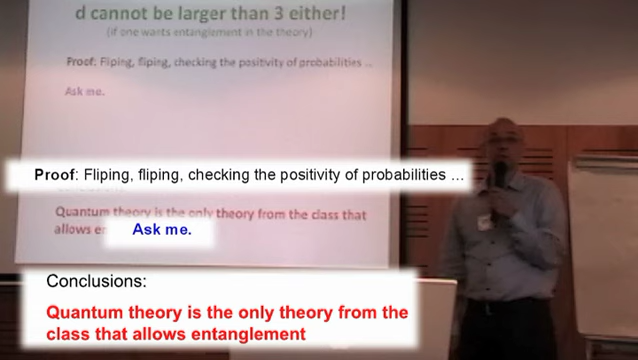 d cannot be larger than 3 either!
(if one wants entanglement in the theory)
Proof: Fliping, fliping, checking the positivity of probabilities ...
Ask me.
Proof: Fliping, fliping, checking the positivity of probabilities ...
Quantum theory is the only theory from the class that
allows
Ask me.
Conclusions:
Quantum theory is the only theory from the
class that allows entanglement